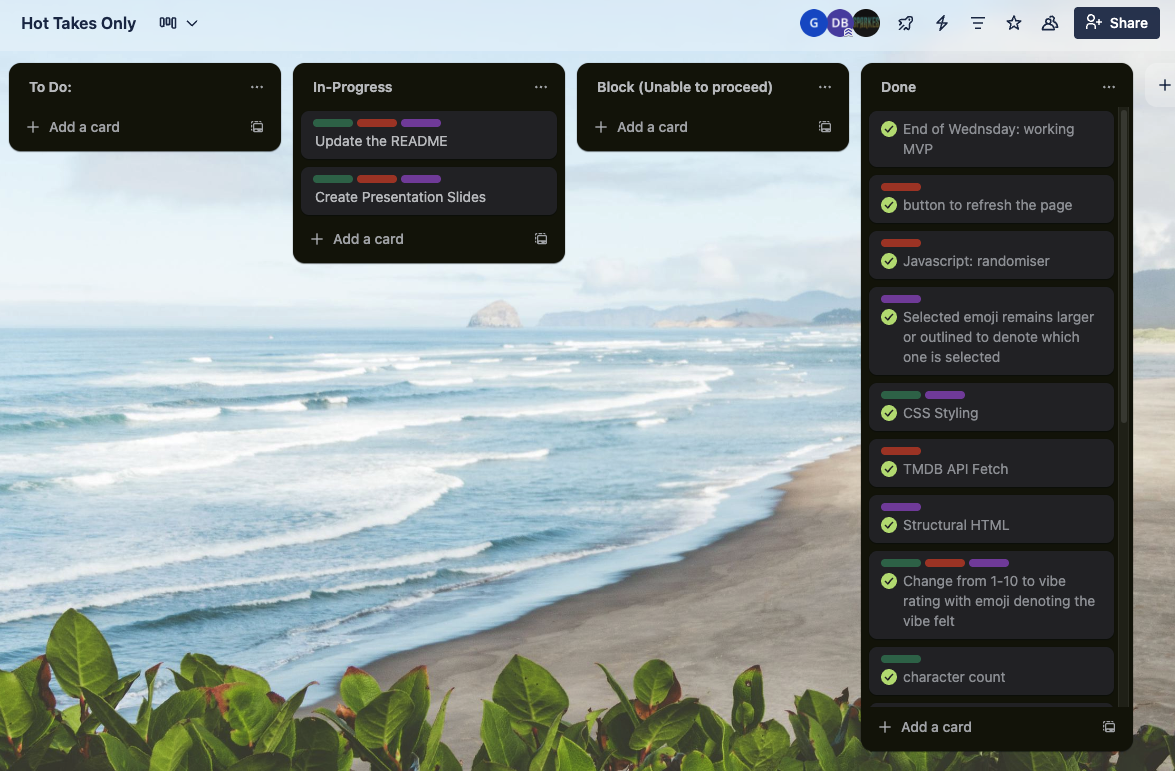 Hot Takes Only
G
DB
Share
To Do:
Add a card
In-Progress
Update the README
Create Presentation Slides
Add a card
Block (Unable to proceed)
Add a card
Done
End of Wednsday: working
MVP
button to refresh the page
Javascript: randomiser
Selected emoji remains larger
or outlined to denote which
one is selected
CSS Styling
TMDB API Fetch
Structural HTML
Change from 1-10 to vibe
rating with emoji denoting the
vibe felt
character count
Add a card